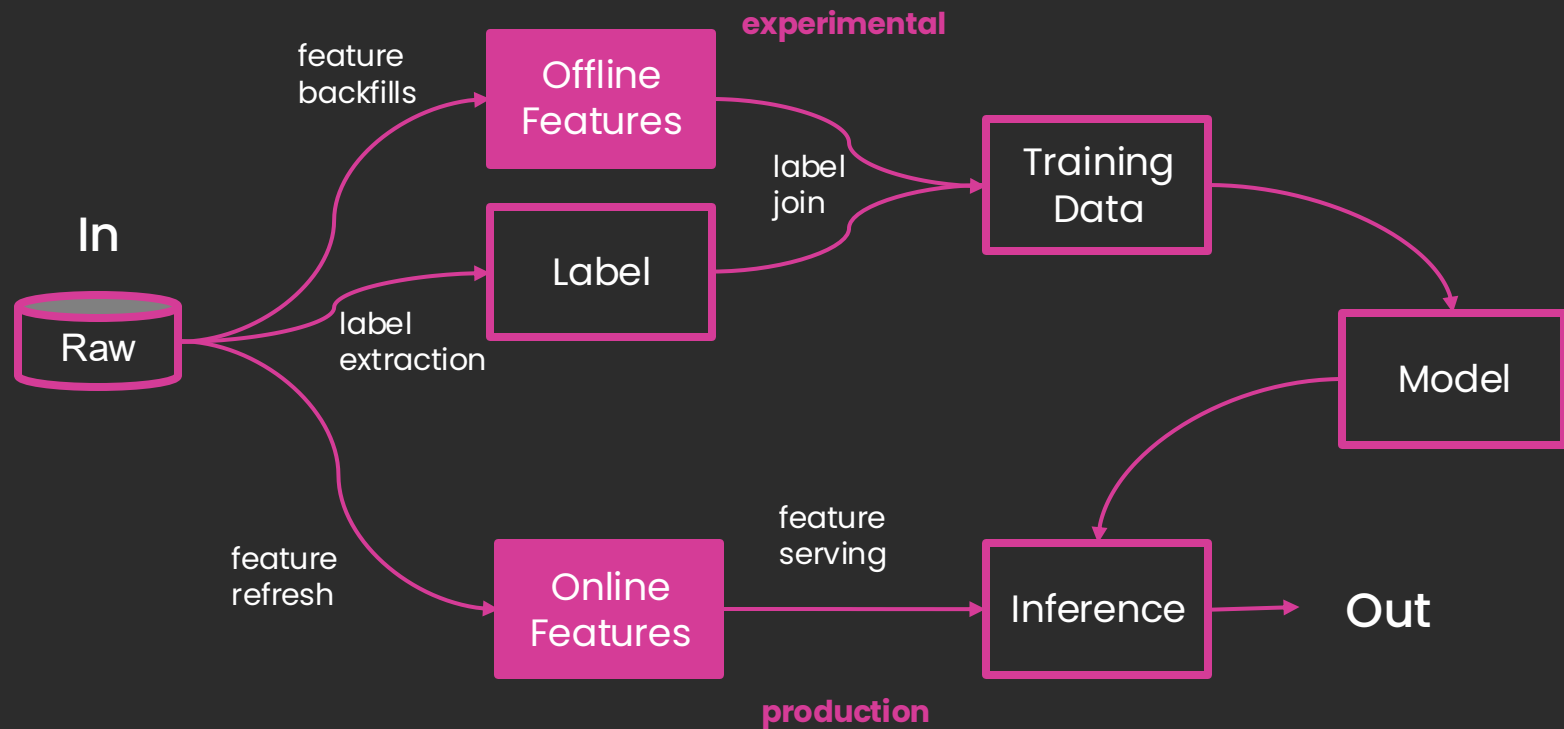 experimental
feature
backfills
Offline
Features
label
join
Training
Data
In
Label
Raw
label
extraction
Model
feature
refresh
feature
serving
Online
Features
Inference
Out
production